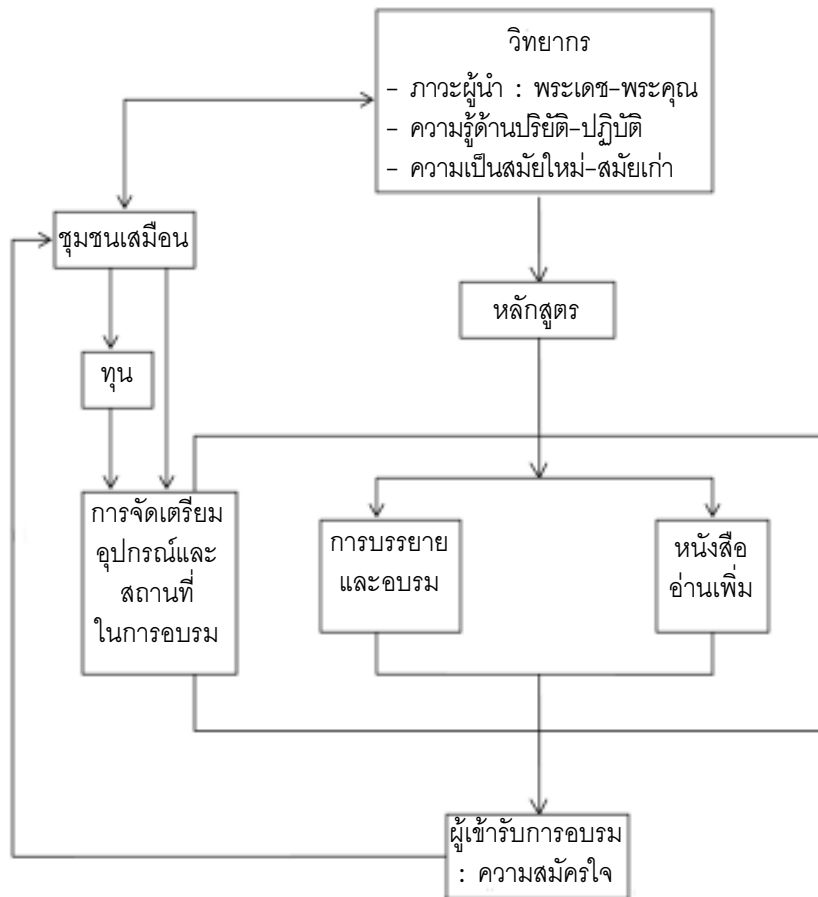 วิทยากร
- ภาวะผู้นำ : พระเดช-พระคุณ
- ความรู้ด้านปริยัติ-ปฏิบัติ
- ความเป็นสมัยใหม่-สมัยเก่า
ชุมชนเสมือน
หลักสูตร
ทุน
การจัดเตรียม
อุปกรณ์และ
สถานที่
ในการอบรม
การบรรยาย
และอบรม
หนังสือ
อ่านเพิ่ม
ผู้เข้ารับการอบรม
: ความสมัครใจ